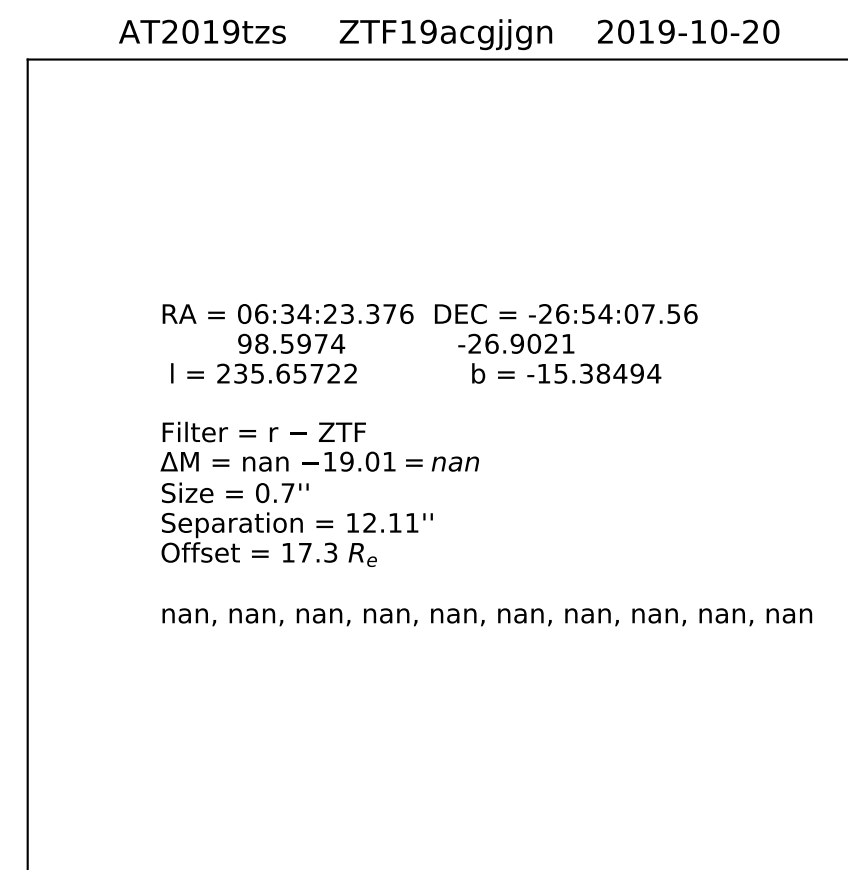 AT2019tzs ZTF19acgjjgn 2019-10-20
RA = 06:34:23.376 DEC = -26:54:07.56
98.5974 -26.9021
l = 235.65722 b = -15.38494
Filter = r − ZTF
ΔM = nan −19.01 = nan
Size = 0.7''
Separation = 12.11''
Offset = 17.3 Re
nan, nan, nan, nan, nan, nan, nan, nan, nan, nan